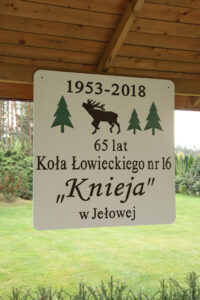 1953-2018
65 lat
Koła Łowieckiego nr 16
„Knieja"
w Jełowej